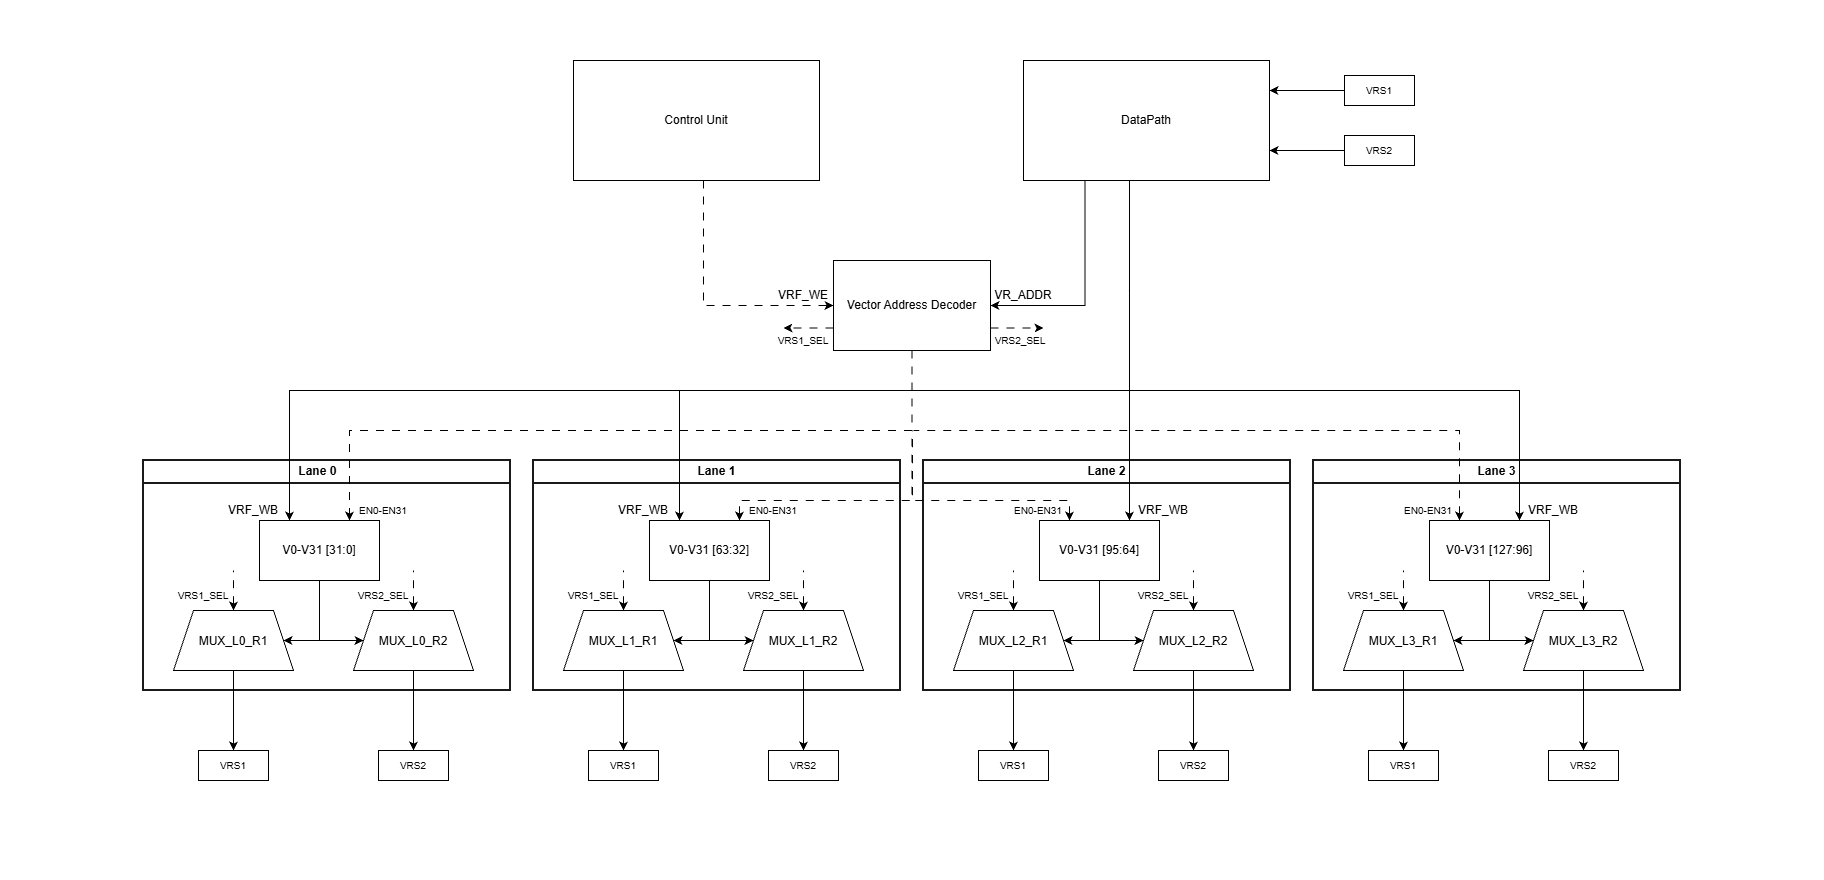 Control Unit
DataPath
VRS1
VRS2
VRF_WE
Vector Address Decoder
VR_ADDR
VRS1_SEL
VRS2_SEL
Lane 0
Lane 1
Lane 2
Lane 3
VRF_WB
EN0-EN31
VRF_WB
EN0-EN31
EN0-EN31
VRF_WB
EN0-EN31
VRF_WB
V0-V31 [31:0]
V0-V31 [63:32]
V0-V31 [95:64]
V0-V31 [127:96]
VRS1_SEL
VRS2_SEL
VRS1_SEL
VRS2_SEL
VRS1_SEL
VRS2_SEL
VRS1_SEL
VRS2_SEL
MUX_L0_R1
MUX_L0_R2
MUX_L1_R1
MUX_L1_R2
MUX_L2_R1
MUX_L2_R2
MUX_L3_R1
MUX_L3_R2
VRS1
VRS2
VRS1
VRS2
VRS1
VRS2
VRS1
VRS2